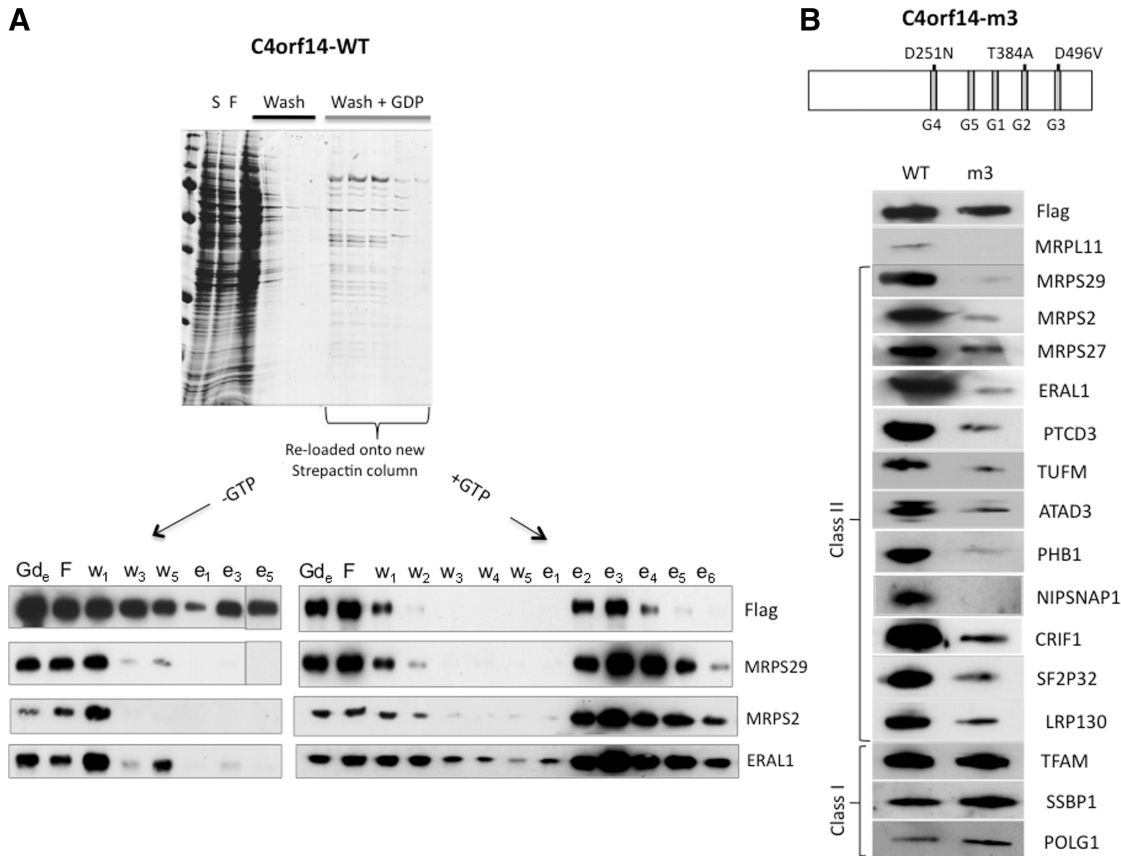 A
C4orf14-WT
S F Wash Wash + GDP
Re-loaded onto new
Strepactin column
-GTP +GTP
Gde F w1 w3 w5 e1 e3 e5
Gde F w1 w2 w3 w4 w5 e1 e2 e3 e4 e5 e6
Flag
MRPS29
MRPS2
ERAL1
B
C4orf14-m3
D251N T384A D496V
G4 G5 G1 G2 G3
WT m3
Flag
MRPL11
MRPS29
MRPS2
MRPS27
ERAL1
PTCD3
TUFM
ATAD3
PHB1
NIPSNAP1
CRIF1
SF2P32
LRP130
TFAM
SSBP1
POLG1
Class II
Class I